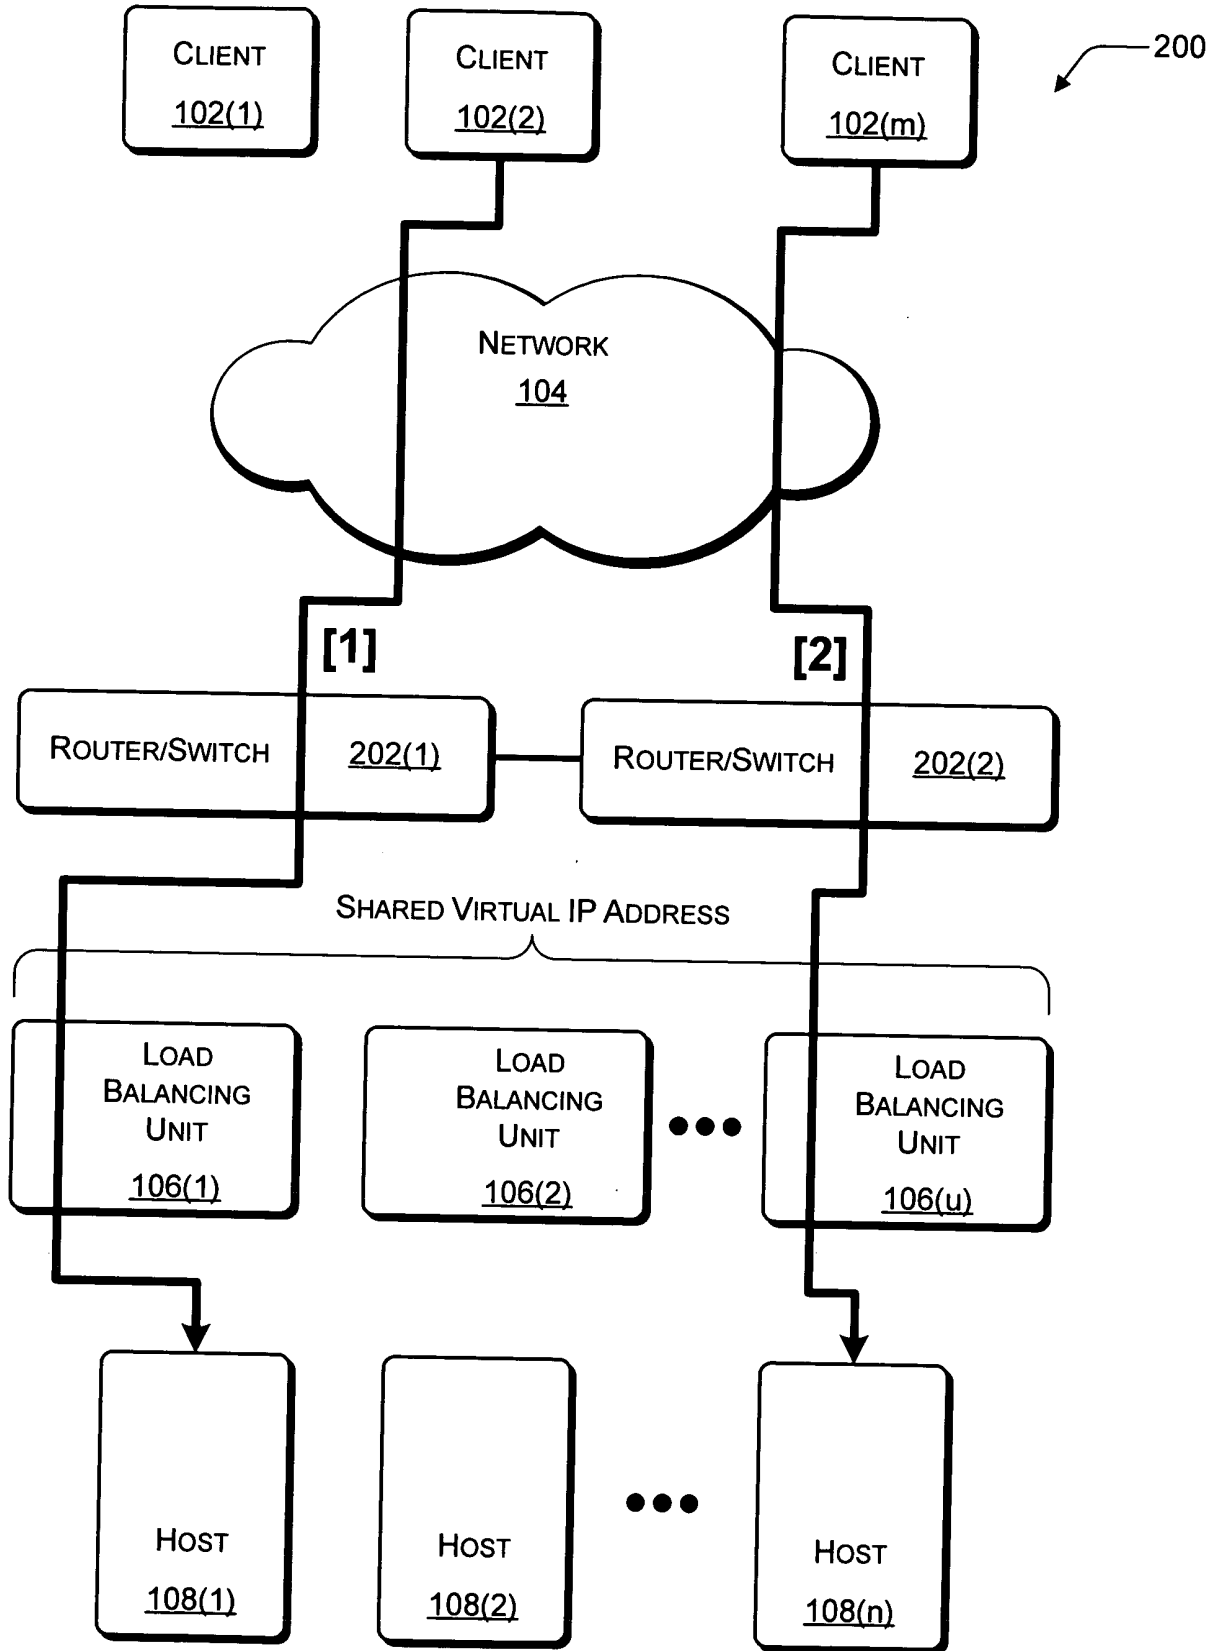 CLIENT
102(1)
CLIENT
102(2)
CLIENT
102(m)
200
NETWORK
104
[1]
[2]
ROUTER/SWITCH 202(1)
ROUTER/SWITCH 202(2)
SHARED VIRTUAL IP ADDRESS
LOAD
BALANCING
UNIT
106(1)
LOAD
BALANCING
UNIT
106(2)
LOAD
BALANCING
UNIT
106(u)
HOST
108(1)
HOST
108(2)
HOST
108(n)